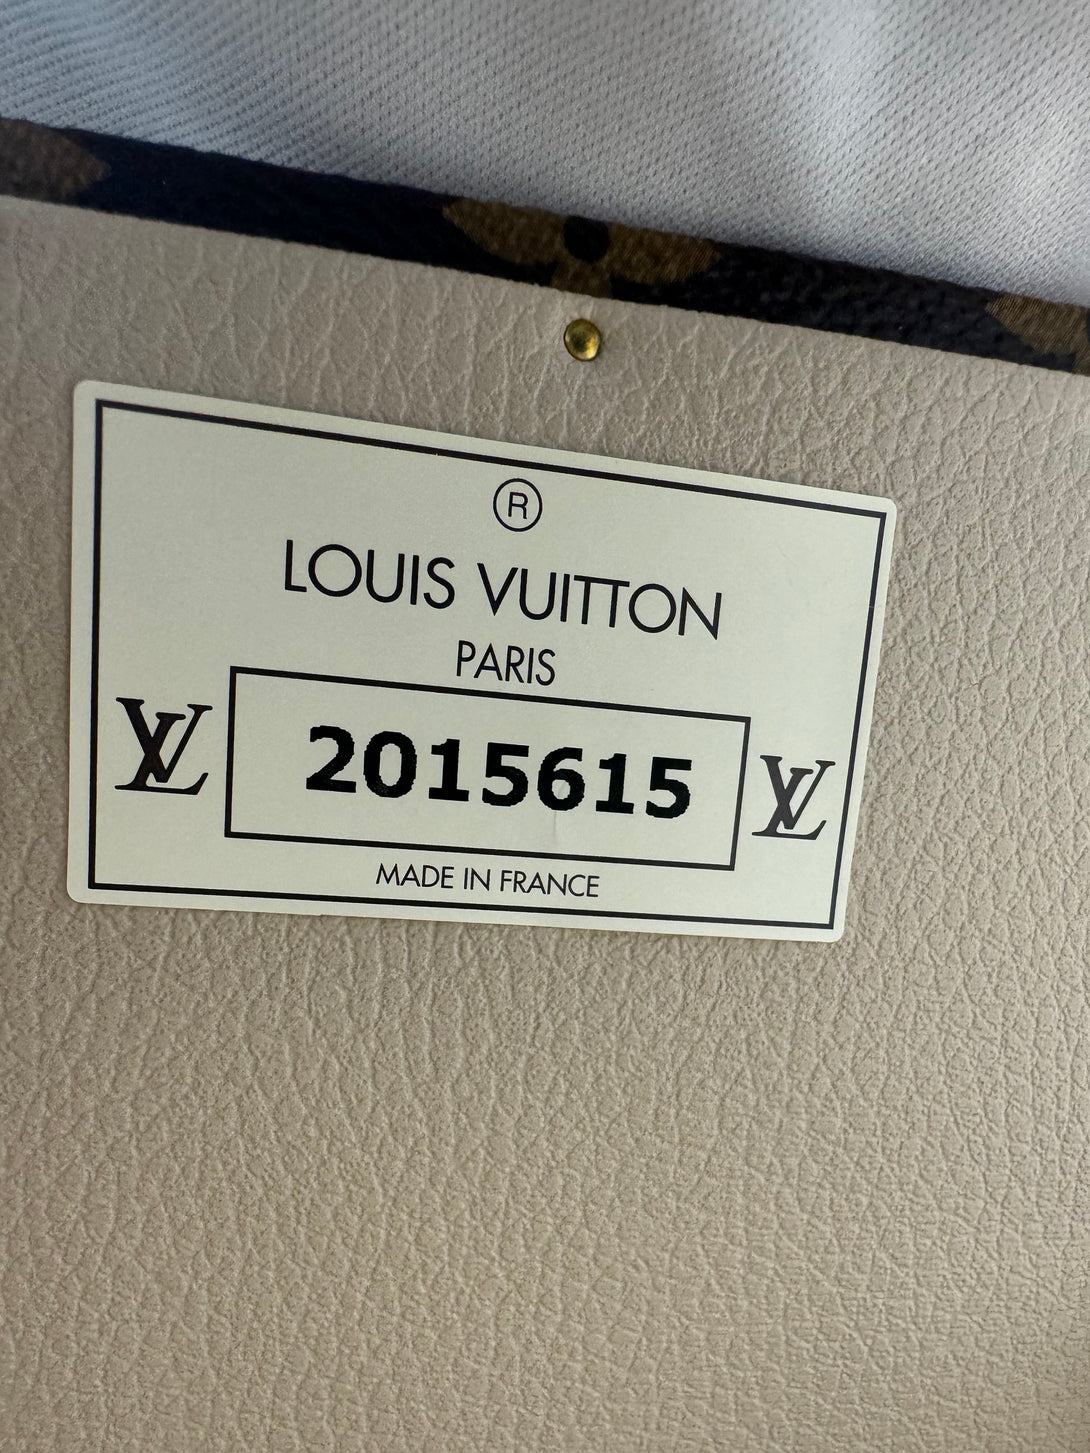 ®
LOUIS VUITTON
PARIS
LV 2015615 LV
MADE IN FRANCE